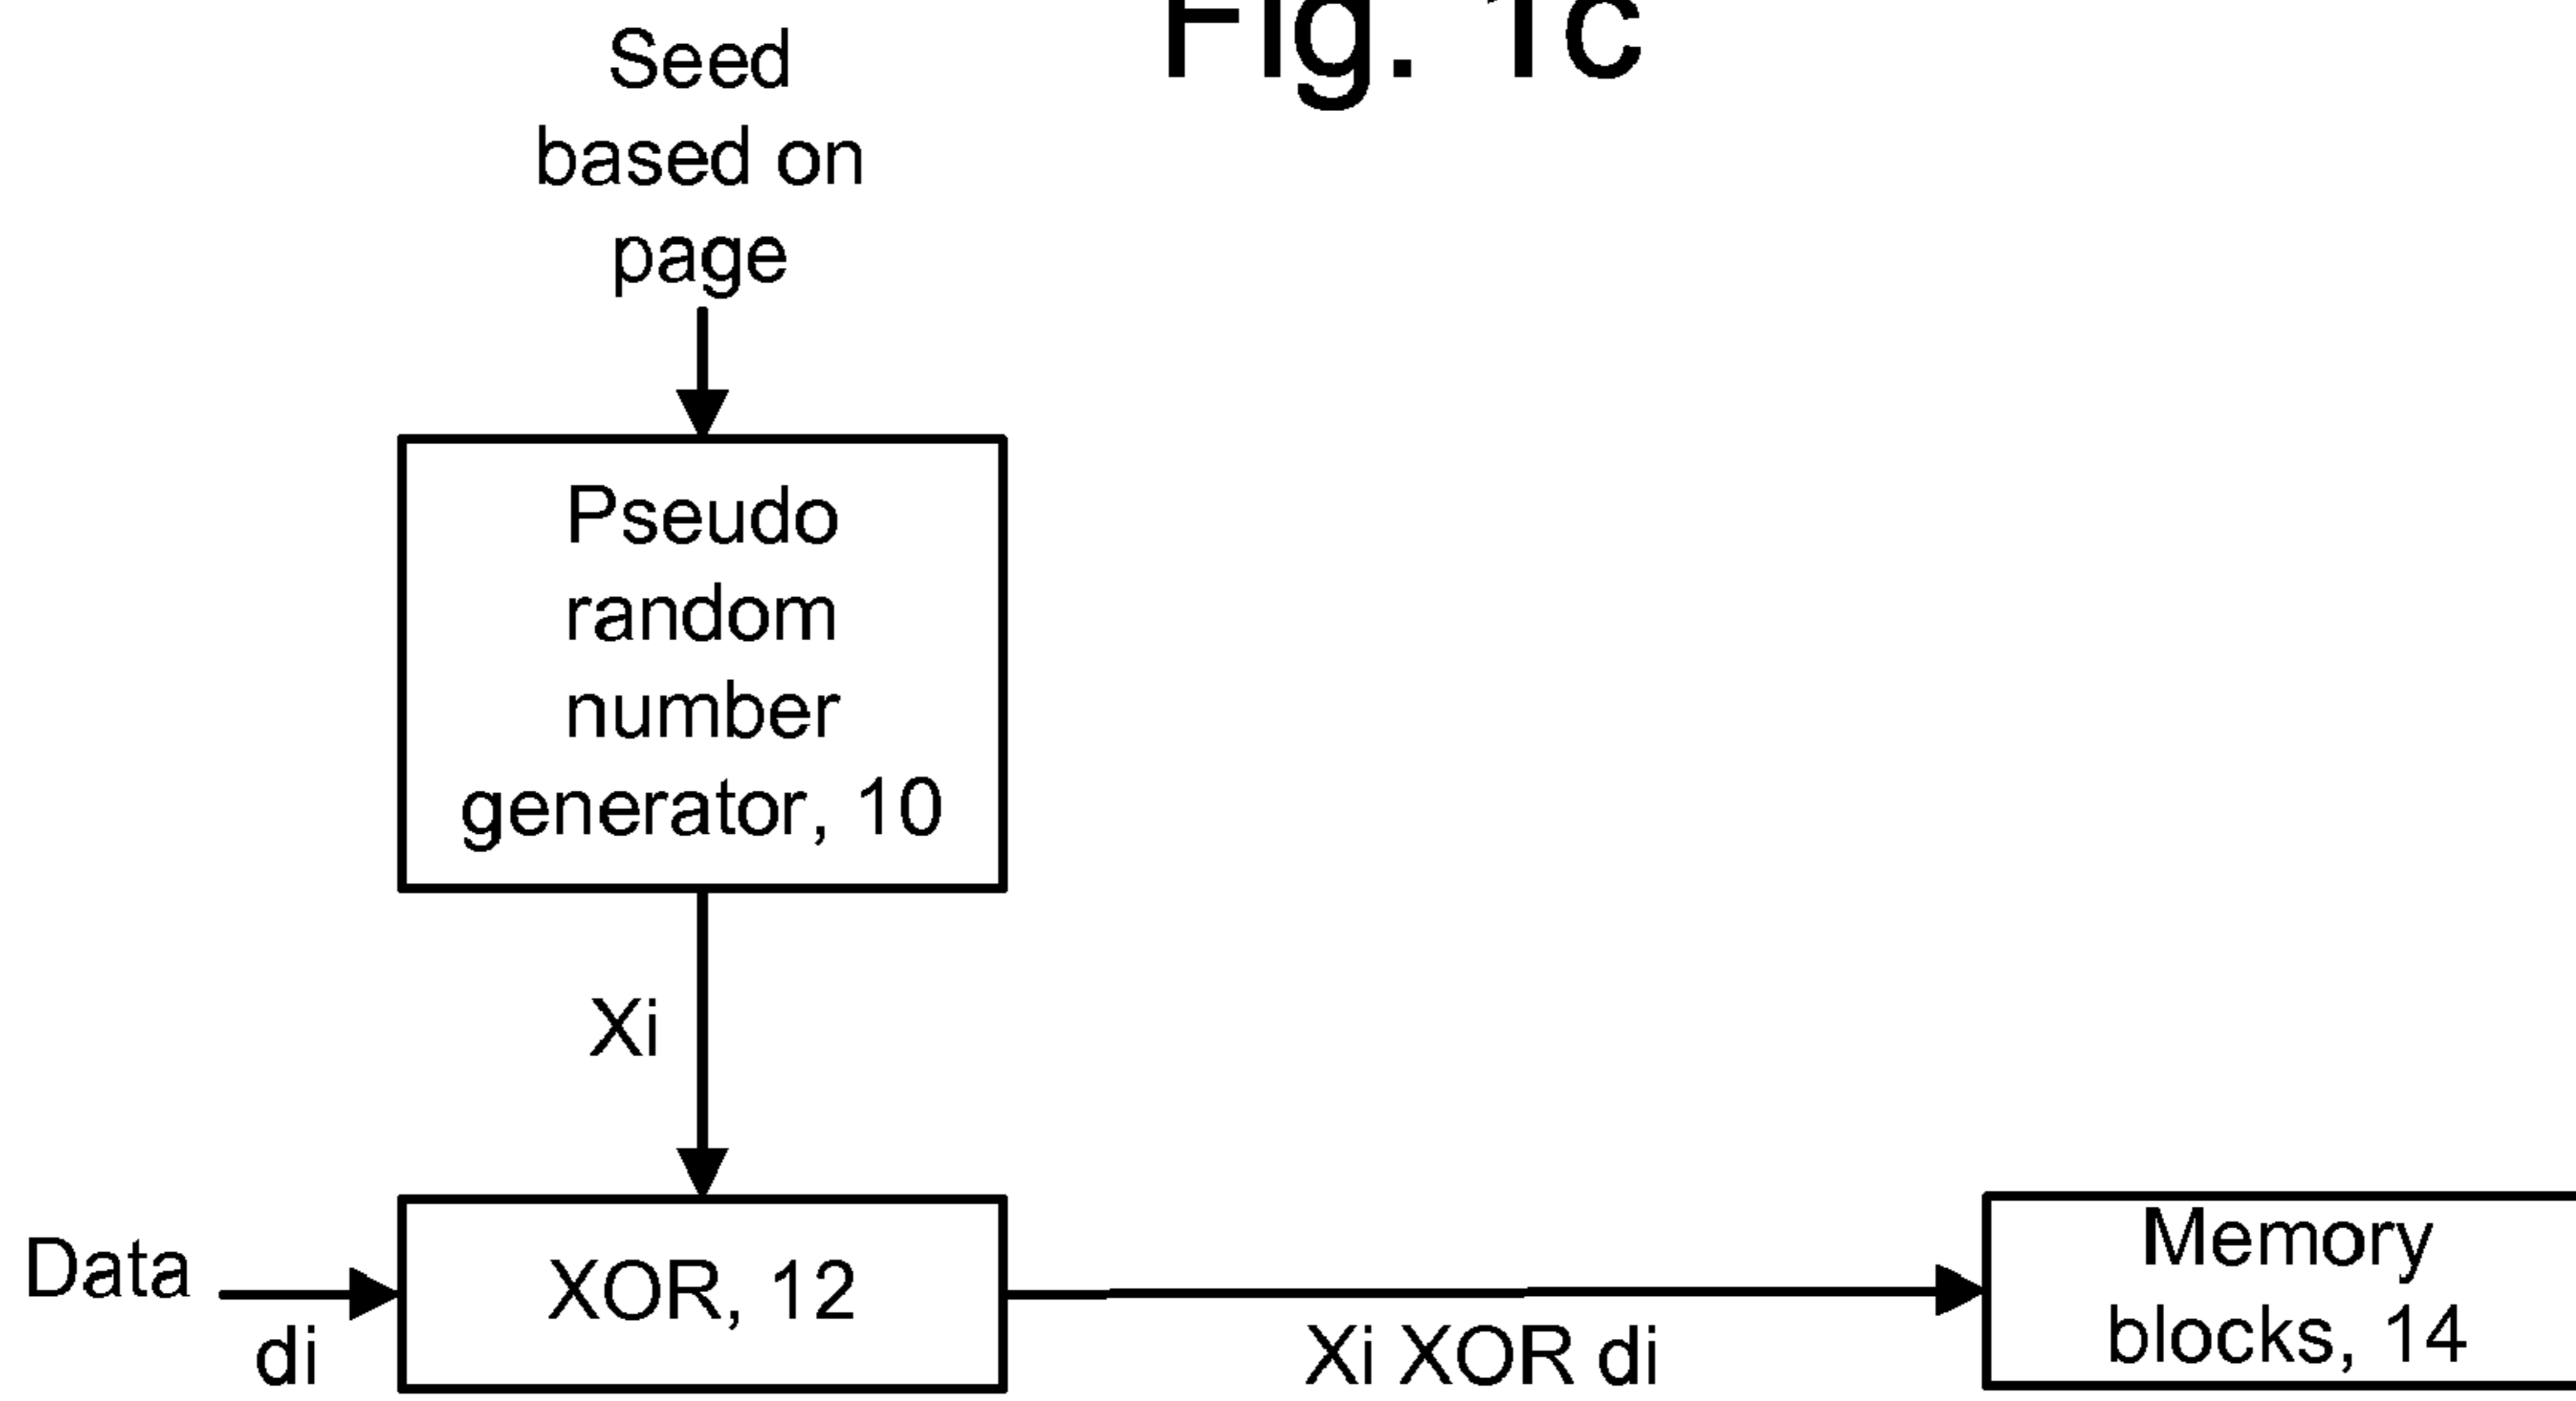 Fig. 1c
Seed
based on
page
Pseudo
random
number
generator, 10
Xi
Data
di
XOR, 12
Xi XOR di
Memory
blocks, 14